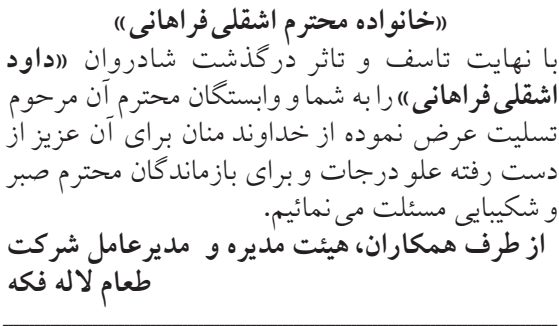 «خانواده محترم اشقلی‌فراهانی»
با نهایت تاسف و تاثر درگذشت شادروان «داود
اشقلی‌فراهانی» را به شما و وابستگان محترم آن مرحوم
تسلیت عرض نموده از خداوند منان برای آن عزیز از
دست رفته علو درجات و برای بازماندگان محترم صبر
و شکیبایی مسئلت می‌نمائیم.
از طرف همکاران، هیئت مدیره و مدیرعامل شرکت
طعام لاله فکه